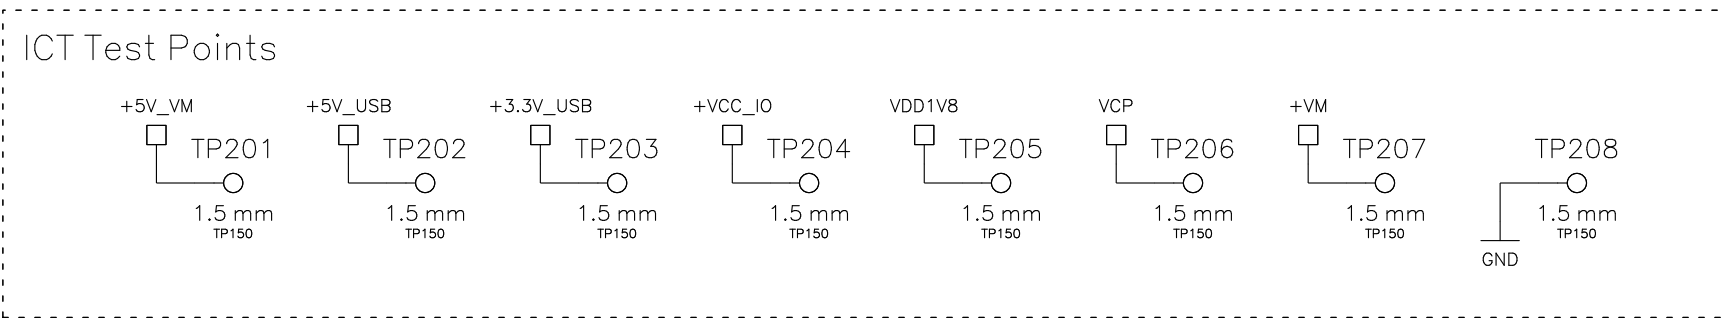 ICT Test Points
+5V_VM +5V_USB +3.3V_USB +VCC_IO VDD1V8 VCP +VM
TP201 TP202 TP203 TP204 TP205 TP206 TP207 TP208
1.5 mm 1.5 mm 1.5 mm 1.5 mm 1.5 mm 1.5 mm 1.5 mm 1.5 mm
TP150 TP150 TP150 TP150 TP150 TP150 TP150 TP150
GND